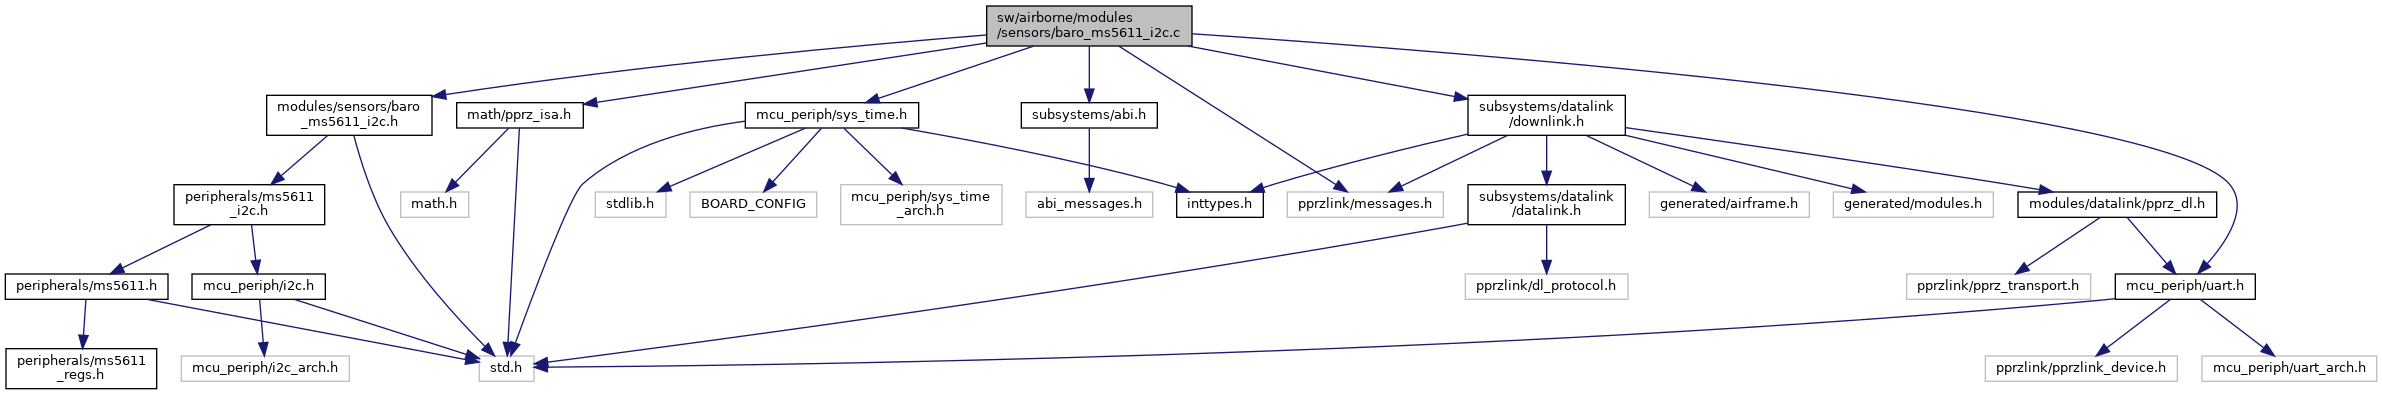 sw/airborne/modules
/sensors/baro_ms5611_i2c.c
modules/sensors/baro
_ms5611_i2c.h
math/pprz_isa.h
mcu_periph/sys_time.h
subsystems/abi.h
subsystems/datalink
/downlink.h
peripherals/ms5611
_i2c.h
math.h
stdlib.h
BOARD_CONFIG
mcu_periph/sys_time
_arch.h
abi_messages.h
inttypes.h
pprzlink/messages.h
subsystems/datalink
/datalink.h
generated/airframe.h
generated/modules.h
modules/datalink/pprz_dl.h
peripherals/ms5611.h
mcu_periph/i2c.h
pprzlink/dl_protocol.h
pprzlink/pprz_transport.h
mcu_periph/uart.h
peripherals/ms5611
_regs.h
mcu_periph/i2c_arch.h
std.h
pprzlink/pprzlink_device.h
mcu_periph/uart_arch.h